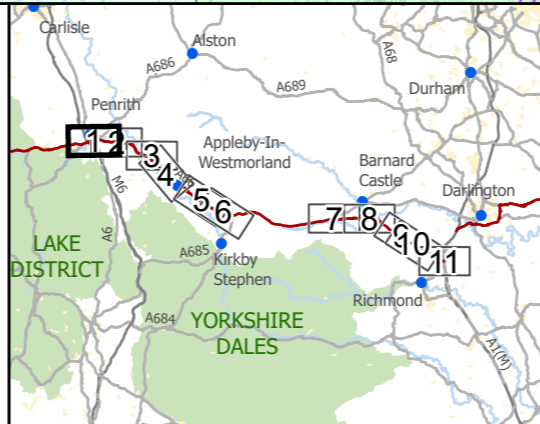 Carlisle
Alston
A68
A686
A689
Durham
Penrith
1
2
3
4
5
6
7
8
9
10
11
Appleby-In-
Westmorland
Barnard
Castle
Darlington
M6
A6
LAKE
DISTRICT
A685
Kirkby
Stephen
Richmond
A684
YORKSHIRE
DALES
A1(M)